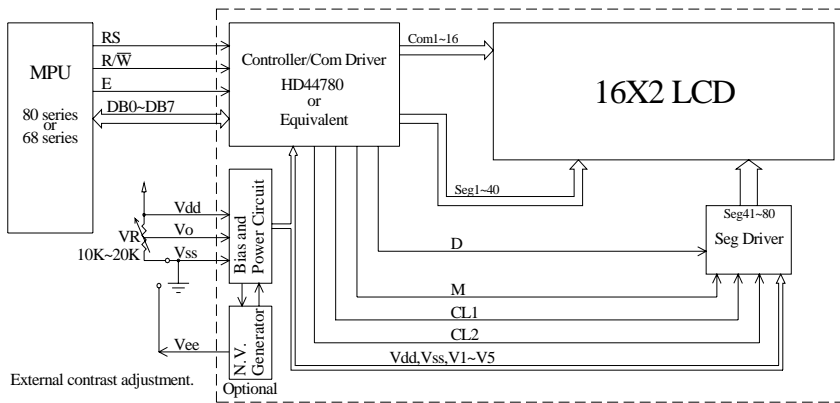 MPU
80 series
or
68 series
RS
R/W̅
E
DB0~DB7
Controller/Com Driver
HD44780
or
Equivalent
Com1~16
16X2 LCD
Seg1~40
Seg41~80
Seg Driver
Vdd
Vo
Vss
VR
10K~20K
Bias and
Power Circuit
D
M
CL1
CL2
Vdd,Vss,V1~V5
N.V.
Generator
Optional
Vee
External contrast adjustment.